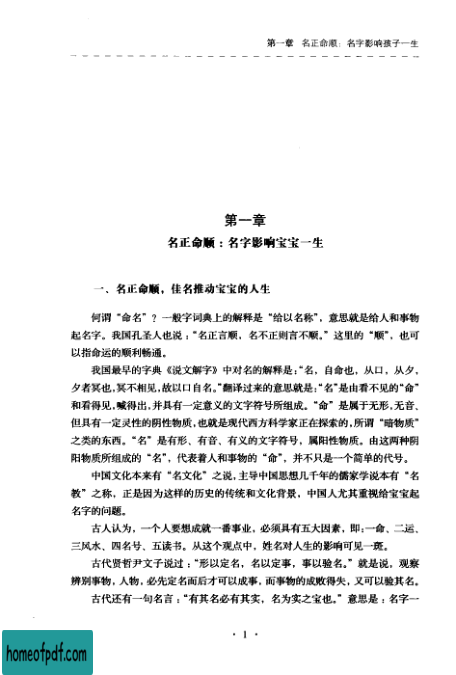 第一章 名正命顺：名字影响孩子一生
第一章
名正命顺：名字影响宝宝一生
一、名正命顺，佳名推动宝宝的人生
何谓“命名”？一般字词典上的解释是“给以名称”，意思就是给人和事物
起名字。我国孔圣人也说：“名正言顺，名不正则言不顺。”这里的“顺”，也可
以指命运的顺利畅通。
我国最早的字典《说文解字》中对名的解释是：“名，自命也，从口，从夕，
夕者冥也，冥不相见，故以口自名。”翻译过来的意思就是：“名”是由看不见的“命”
和看得见，喊得出，并具有一定意义的文字符号所组成。“命”是属于无形、无音、
但具有一定灵性的阴性物质，也就是现代西方科学家正在探索的，所谓“暗物质”
之类的东西。“名”是有形、有音、有义的文字符号，属阳性物质。由这两种阴
阳物质所组成的“名”，代表着人和事物的“命”，并不只是一个简单的代号。
中国文化本来有“名文化”之说，主导中国思想几千年的儒家学说本有“名
教”之称，正是因为这样的历史的传统和文化背景，中国人尤其重视给宝宝起
名字的问题。
古人认为，一个人要想成就一番事业，必须具有五大因素，即：一命、二运、
三风水、四名号、五读书。从这个观点中，姓名对人生的影响可见一斑。
古代贤哲尹文子说过：“形以定名，名以定事，事以验名。”就是说，观察
辨别事物，人物，必先定名而后才可以成事，而事物的成败得失，又可以验其名。
古代还有一句名言：“有其名必有其实，名为实之宝也。”意思是：名字一
· 1 ·
homeofpdf.com